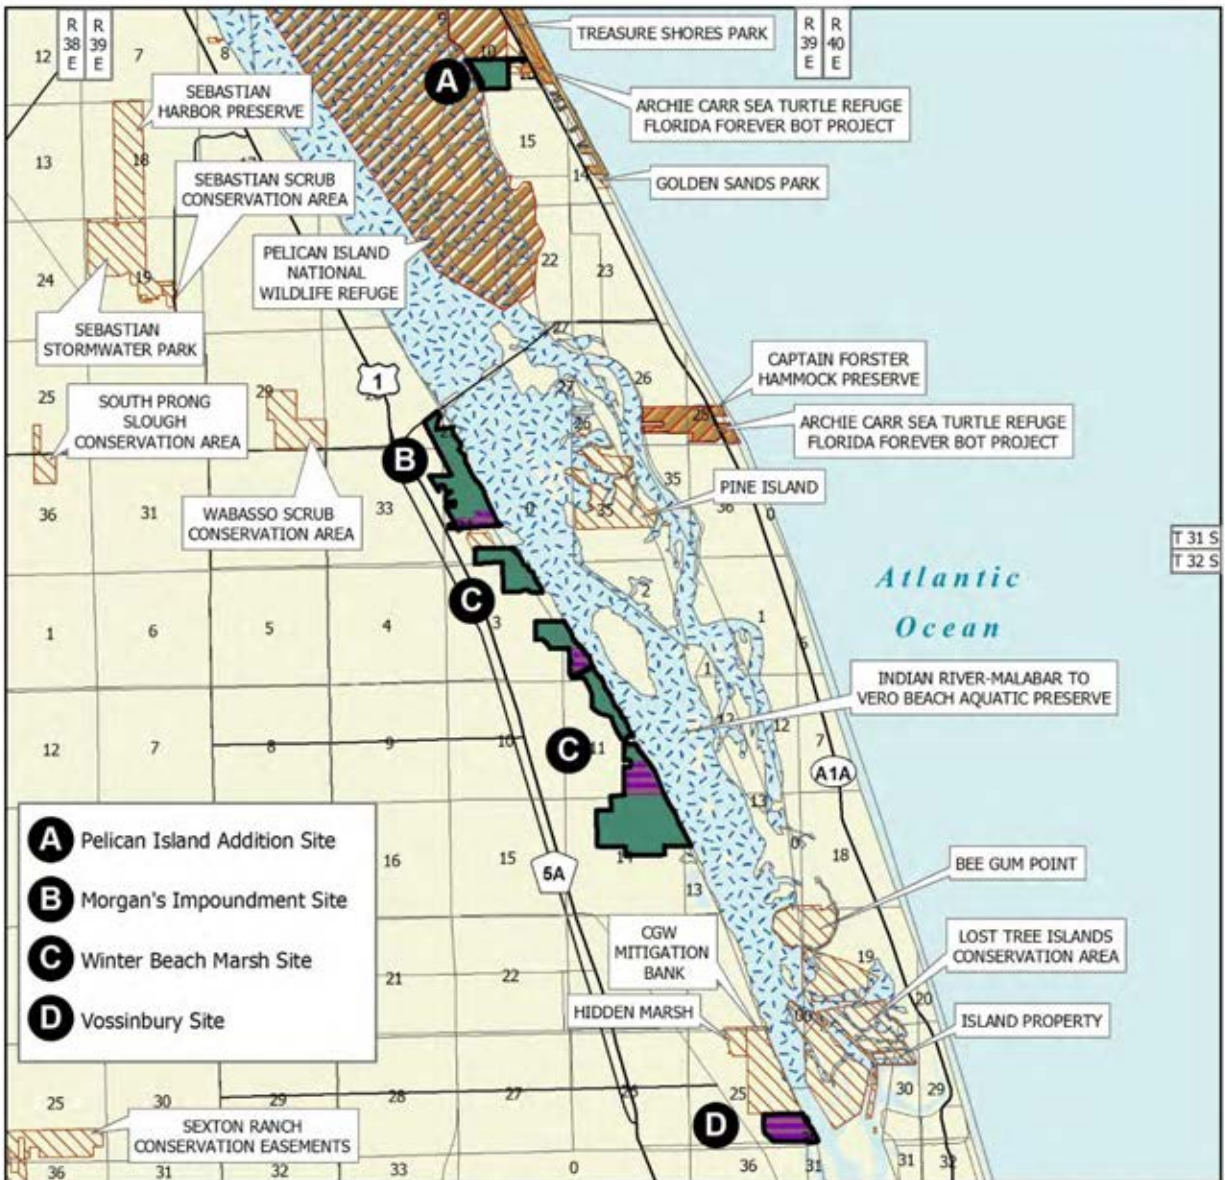 R
38
E
R
39
E
R
39
E
R
40
E
12
7
8
9
10
TREASURE SHORES PARK
A
SEBASTIAN
HARBOR PRESERVE
ARCHIE CARR SEA TURTLE REFUGE
FLORIDA FOREVER BOT PROJECT
13
18
17
15
14
SEBASTIAN SCRUB
CONSERVATION AREA
GOLDEN SANDS PARK
24
19
PELICAN ISLAND
NATIONAL
WILDLIFE REFUGE
22
23
SEBASTIAN
STORMWATER PARK
27
CAPTAIN FORSTER
HAMMOCK PRESERVE
1
25
29
27
26
26
SOUTH PRONG
SLOUGH
CONSERVATION AREA
ARCHIE CARR SEA TURTLE REFUGE
FLORIDA FOREVER BOT PROJECT
B
35
PINE ISLAND
36
31
33
0
35
36
0
WABASSO SCRUB
CONSERVATION AREA
T 31 S
T 32 S
Atlantic
Ocean
C
1
6
5
4
3
2
1
6
1
INDIAN RIVER-MALABAR TO
VERO BEACH AQUATIC PRESERVE
12
7
8
9
10
C
11
12
12
7
A1A
13
A Pelican Island Addition Site
B Morgan's Impoundment Site
C Winter Beach Marsh Site
D Vossinbury Site
16
15
14
5A
13
18
BEE GUM POINT
CGW
MITIGATION
BANK
LOST TREE ISLANDS
CONSERVATION AREA
19
21
22
20
HIDDEN MARSH
ISLAND PROPERTY
25
30
29
28
27
26
25
30
29
SEXTON RANCH
CONSERVATION EASEMENTS
D
36
31
32
33
0
36
31
31
32